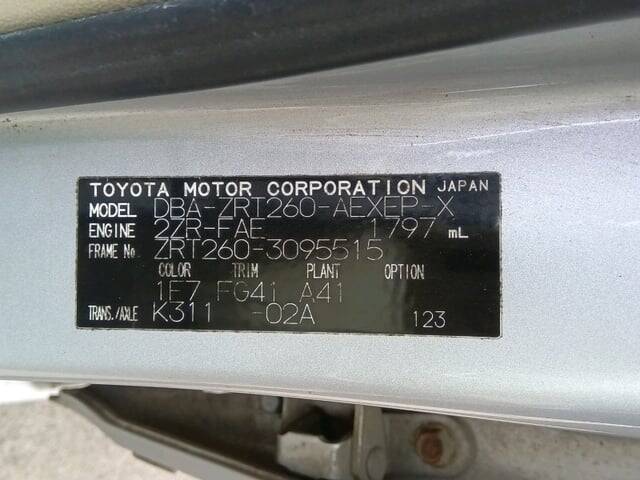 TOYOTA MOTOR CORPORATION JAPAN
MODEL DBA-ZRT260-AEXEP-X
ENGINE 2ZR-FAE 1797 mL
FRAME No. ZRT260-3095515
COLOR TRIM PLANT OPTION
1F7 FG41 A41
TRANS./AXLE K311 -02A 123